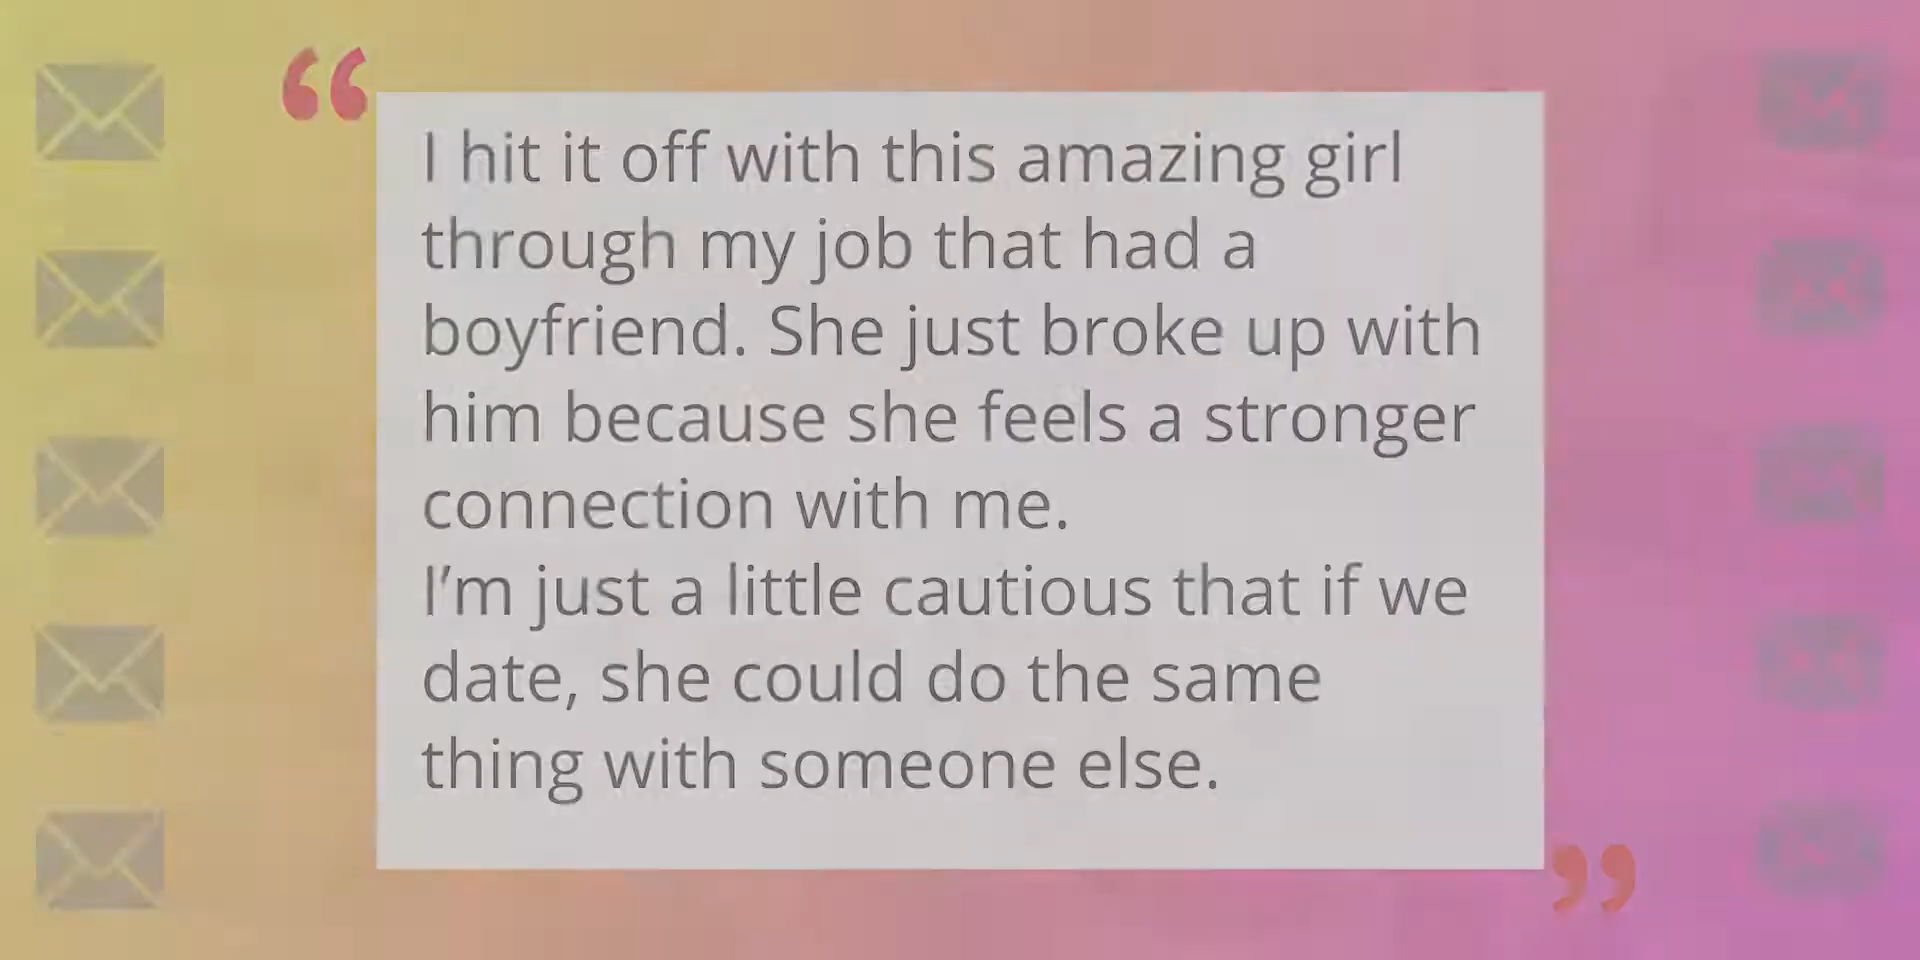 “
I hit it off with this amazing girl
through my job that had a
boyfriend. She just broke up with
him because she feels a stronger
connection with me.
I’m just a little cautious that if we
date, she could do the same
thing with someone else.
”